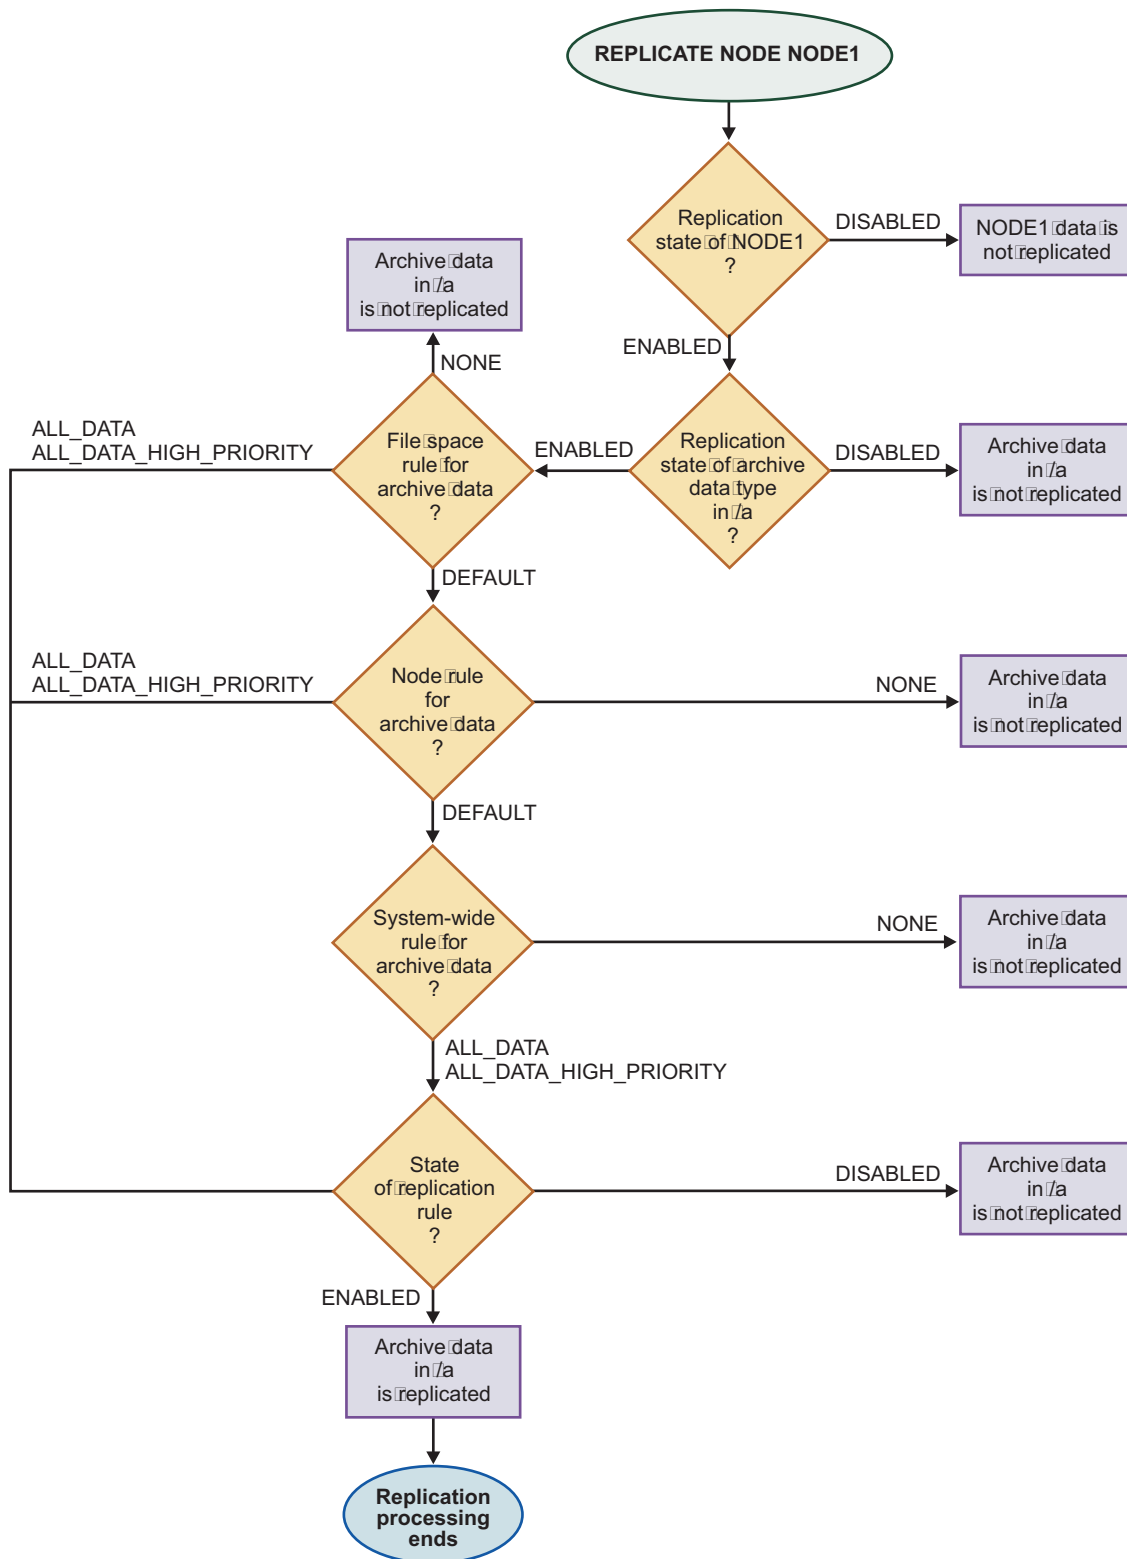 REPLICATE NODE NODE1
Replication
state of NODE1
?
DISABLED
NODE1 data is
not replicated
ENABLED
Archive data
in /a
is not replicated
NONE
Replication
state of archive
data type
in /a
?
DISABLED
Archive data
in /a
is not replicated
ENABLED
File space
rule for
archive data
?
ALL_DATA
ALL_DATA_HIGH_PRIORITY
DEFAULT
Node rule
for
archive data
?
ALL_DATA
ALL_DATA_HIGH_PRIORITY
NONE
Archive data
in /a
is not replicated
DEFAULT
System-wide
rule for
archive data
?
NONE
Archive data
in /a
is not replicated
ALL_DATA
ALL_DATA_HIGH_PRIORITY
State
of replication
rule
?
DISABLED
Archive data
in /a
is not replicated
ENABLED
Archive data
in /a
is replicated
Replication
processing
ends